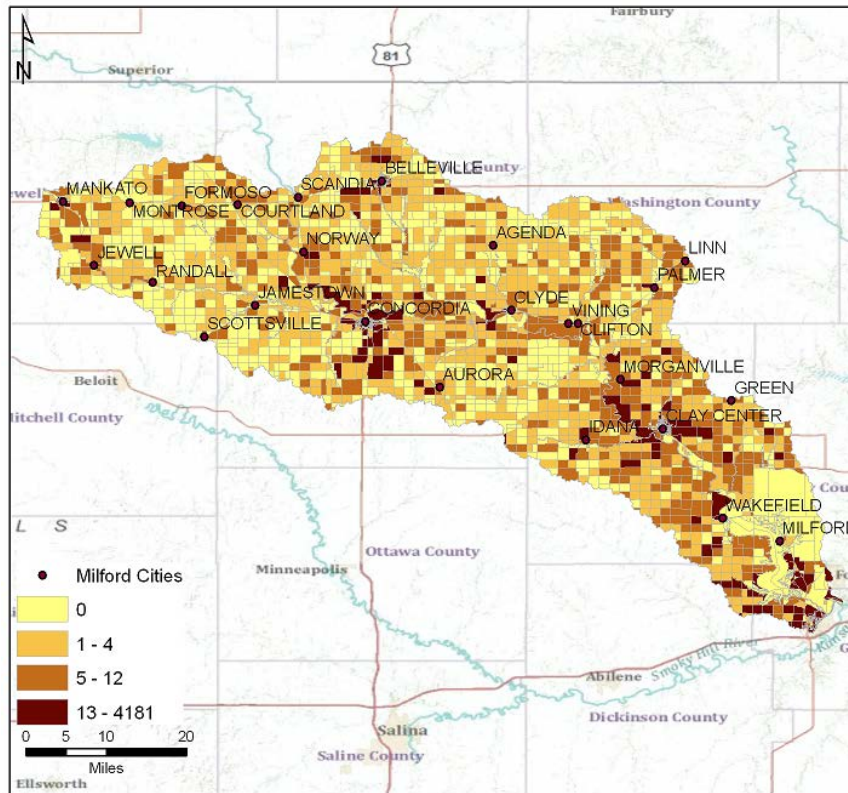 Fairbury
N
81
Superior
BELLEVILLE
County
MANKATO
FORMOSO
SCANDIA
Washington County
MONTROSE
COURTLAND
NORWAY
AGENDA
LINN
JEWELL
RANDALL
PALMER
JAMESTOWN
CLYDE
CONCORDIA
VINING
SCOTTSVILLE
CLIFTON
MORGANVILLE
Beloit
AURORA
GREEN
Mitchell County
CLAY CENTER
IDANA
WAKEFIELD
L S
MILFORD
Ottawa County
Milford Cities
Minneapolis
0
1 - 4
5 - 12
Smoky Hill River
13 - 4181
Abilene
Dickinson County
0 5 10 20
Miles
Salina
Saline County
Ellsworth